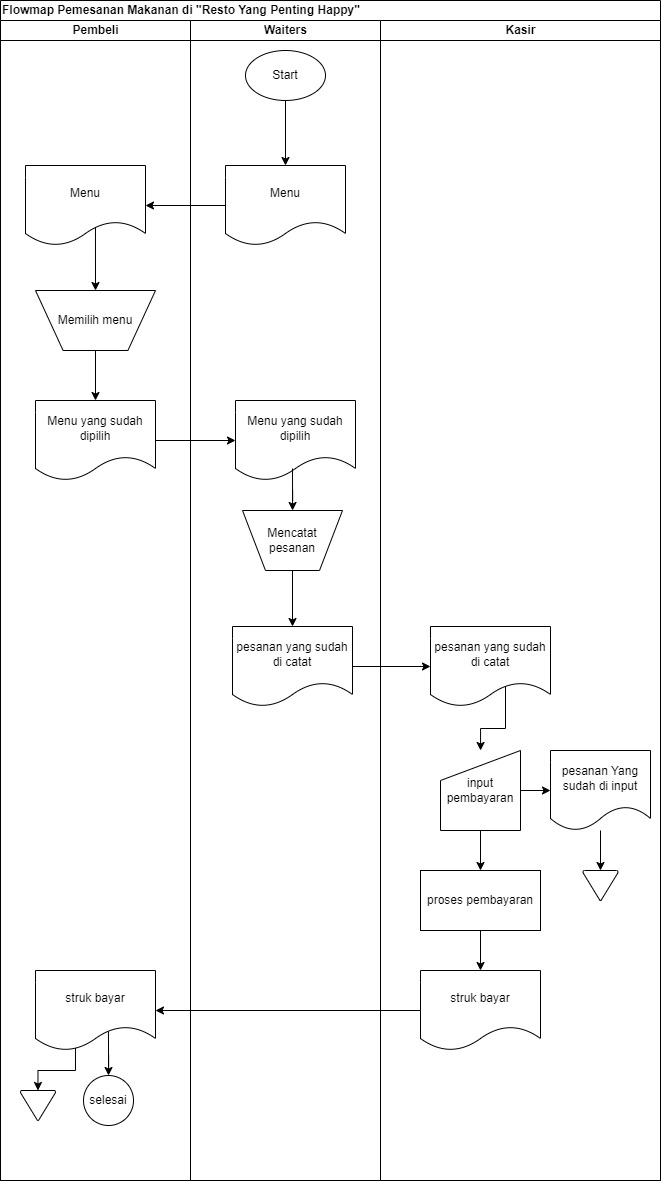 Flowmap Pemesanan Makanan di "Resto Yang Penting Happy"
Pembeli
Waiters
Kasir
Start
Menu
Menu
Memilih menu
Menu yang sudah
dipilih
Menu yang sudah
dipilih
Mencatat
pesanan
pesanan yang sudah
di catat
pesanan yang sudah
di catat
input
pembayaran
pesanan Yang
sudah di input
proses pembayaran
struk bayar
struk bayar
selesai